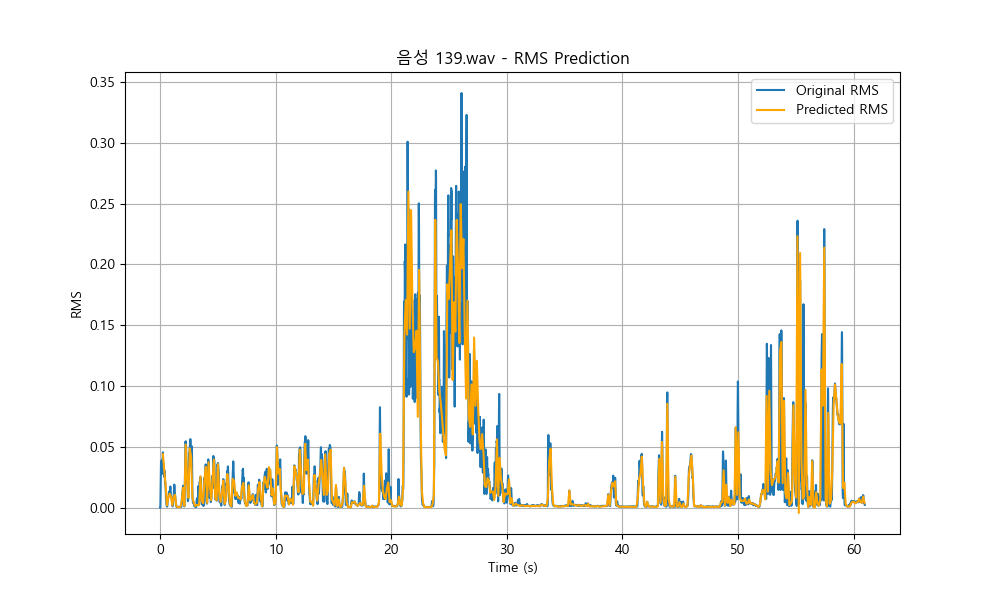 음성 139.wav - RMS Prediction
Original RMS
Predicted RMS
RMS
0.35
0.30
0.25
0.20
0.15
0.10
0.05
0.00
0 10 20 30 40 50 60
Time (s)